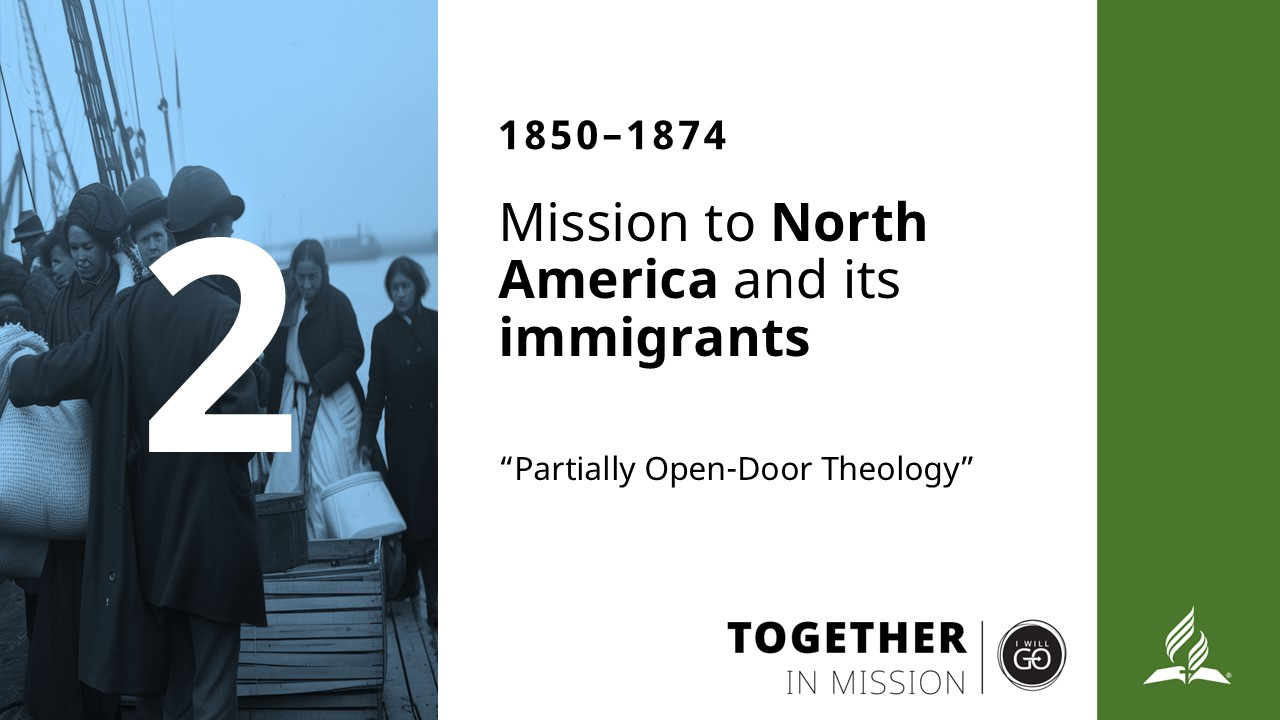 2
1850–1874
Mission to North
America and its
immigrants
“Partially Open-Door Theology”
TOGETHER
IN MISSION
I WILL
GO
®